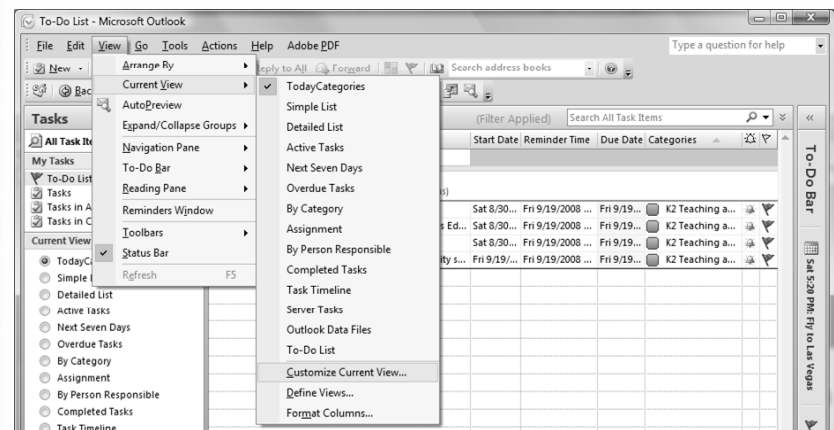 To-Do List - Microsoft Outlook
File Edit View Go Tools Actions Help Adobe PDF
Type a question for help
New
eply to All Forward
Search address books
Bac
Arrange By
Current View
AutoPreview
Expand/Collapse Groups
Navigation Pane
To-Do Bar
Reading Pane
Reminders Window
Toolbars
Status Bar
Refresh F5
TodayCategories
Simple List
Detailed List
Active Tasks
Next Seven Days
Overdue Tasks
By Category
Assignment
By Person Responsible
Completed Tasks
Task Timeline
Server Tasks
Outlook Data Files
To-Do List
Customize Current View...
Define Views...
Format Columns...
Tasks
All Task Ite
My Tasks
To-Do List
Tasks
Tasks in A
Tasks in C
Current View
TodayCa
Simple l
Detailed List
Active Tasks
Next Seven Days
Overdue Tasks
By Category
Assignment
By Person Responsible
Completed Tasks
Task Timeline
(Filter Applied) Search All Task Items
Start Date Reminder Time Due Date Categories
s)
Sat 8/30... Fri 9/19/2008 ... Fri 9/19... K2 Teaching a...
s Ed... Sat 8/30... Fri 9/19/2008 ... Fri 9/19... K2 Teaching a...
Sat 8/30... Fri 9/19/2008 ... Fri 9/19... K2 Teaching a...
ity s... Fri 9/19/... Fri 9/19/2008 ... Fri 9/19... K2 Teaching a...
To-Do Bar
Sat 5:20 PM: Fly to Las Vegas